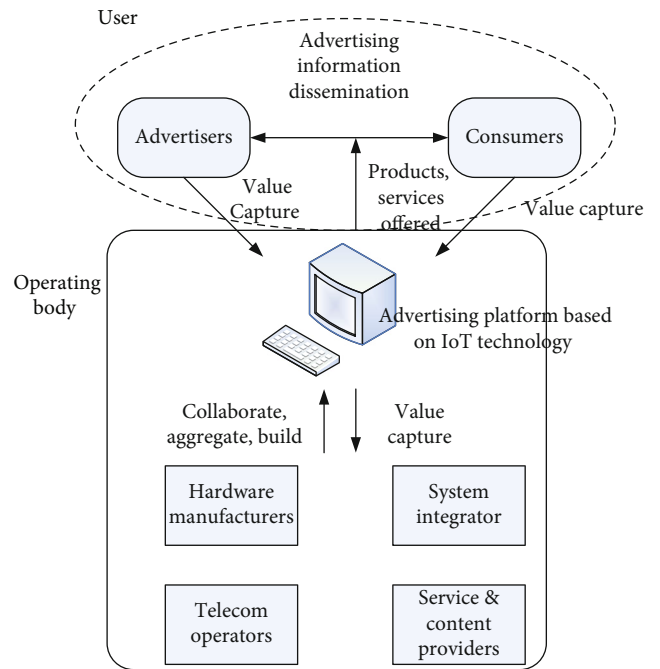 User
Advertising
information
dissemination
Advertisers
Consumers
Value
Capture
Products,
services
offered
Value capture
Operating
body
Advertising platform based
on IoT technology
Collaborate,
aggregate, build
Value
capture
Hardware
manufacturers
System
integrator
Telecom
operators
Service &
content
providers